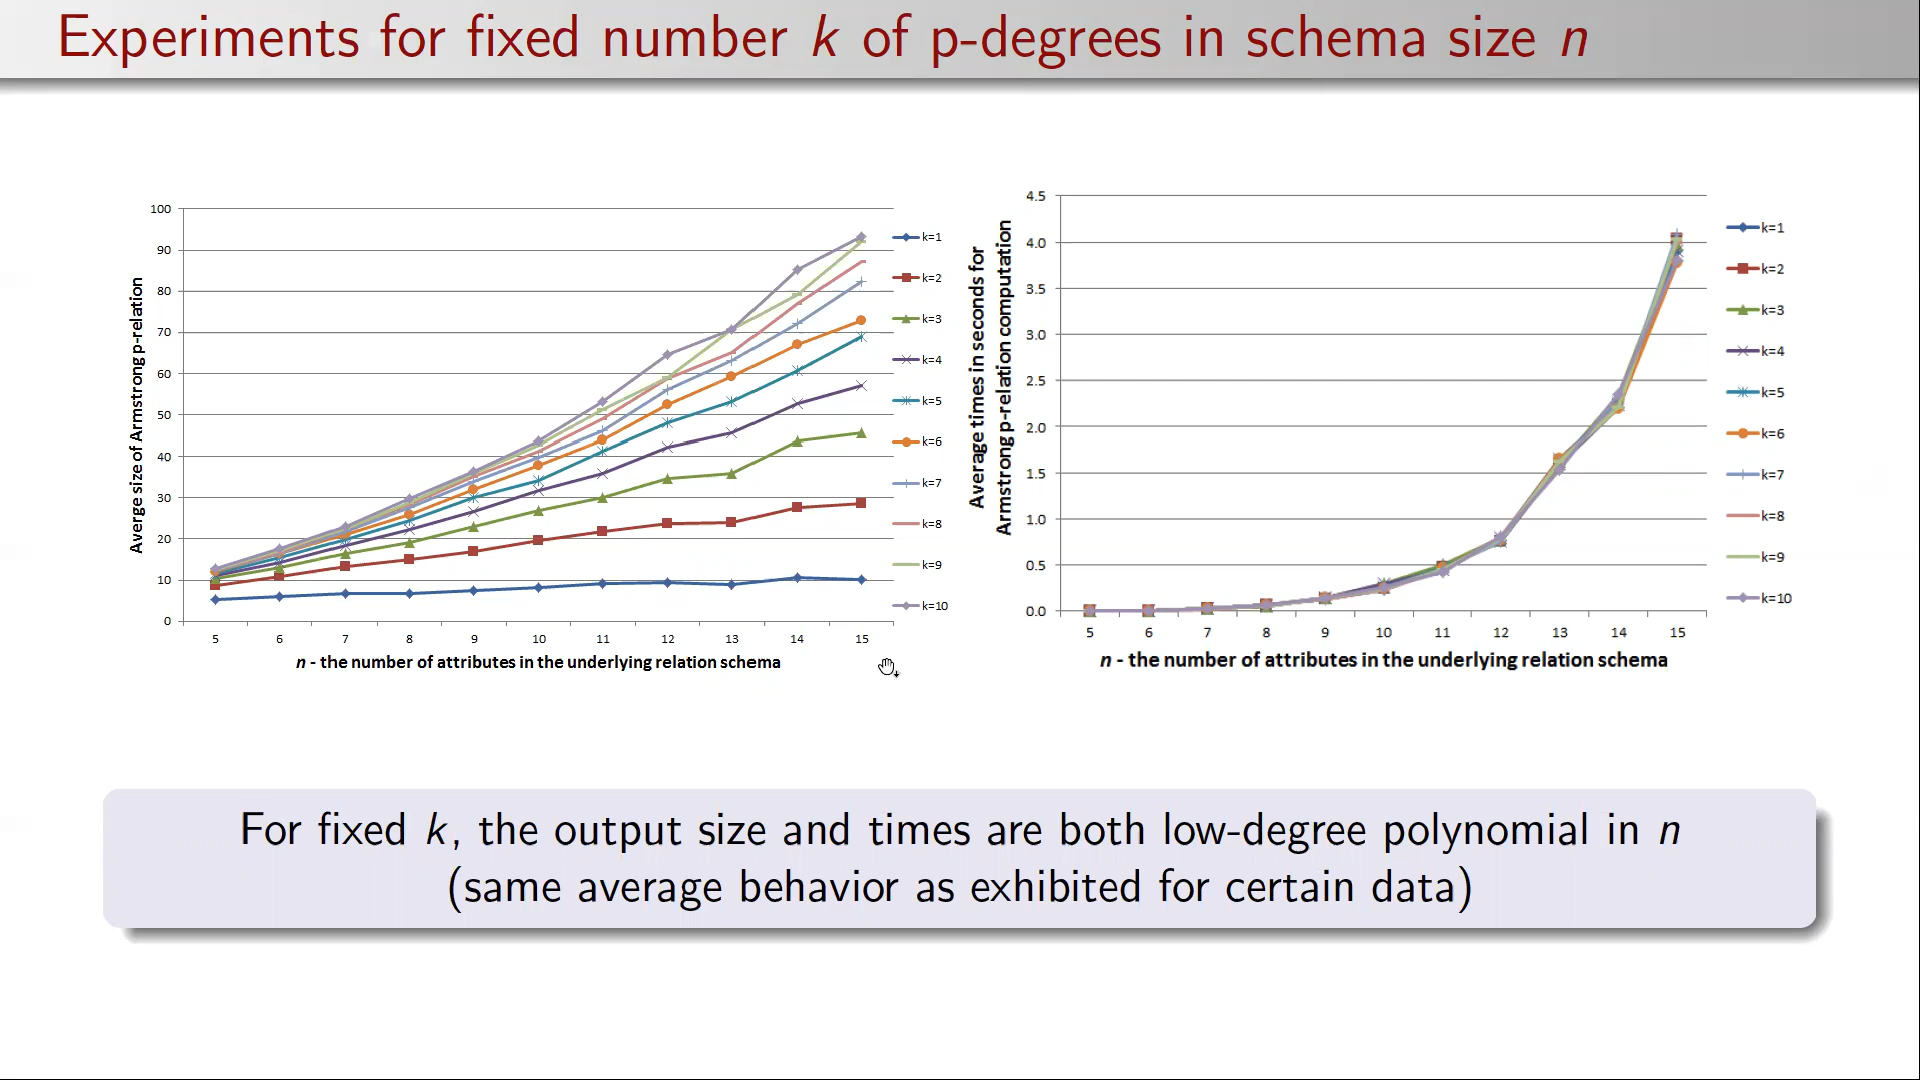 Experiments for fixed number k of p-degrees in schema size n
Averge size of Armstrong p-relation
100
90
80
70
60
50
40
30
20
10
0
5 6 7 8 9 10 11 12 13 14 15
n - the number of attributes in the underlying relation schema
k=1
k=2
k=3
k=4
k=5
k=6
k=7
k=8
k=9
k=10
Average times in seconds for
Armstrong p-relation computation
4.5
4.0
3.5
3.0
2.5
2.0
1.5
1.0
0.5
0.0
5 6 7 8 9 10 11 12 13 14 15
n - the number of attributes in the underlying relation schema
k=1
k=2
k=3
k=4
k=5
k=6
k=7
k=8
k=9
k=10
For fixed k, the output size and times are both low-degree polynomial in n
(same average behavior as exhibited for certain data)